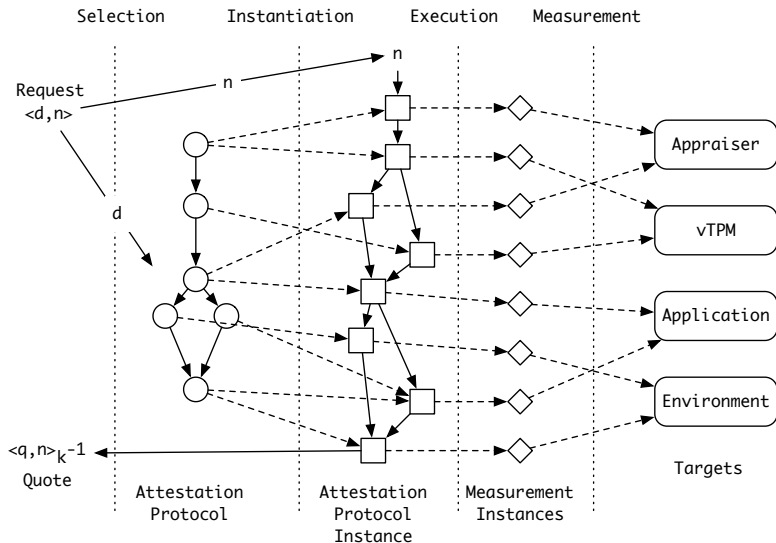 Selection Instantiation Execution Measurement
n
Request
<d,n>
n
d
Appraiser
vTPM
Application
Environment
<q,n>k-1
Quote
Targets
Attestation
Protocol
Attestation
Protocol
Instance
Measurement
Instances